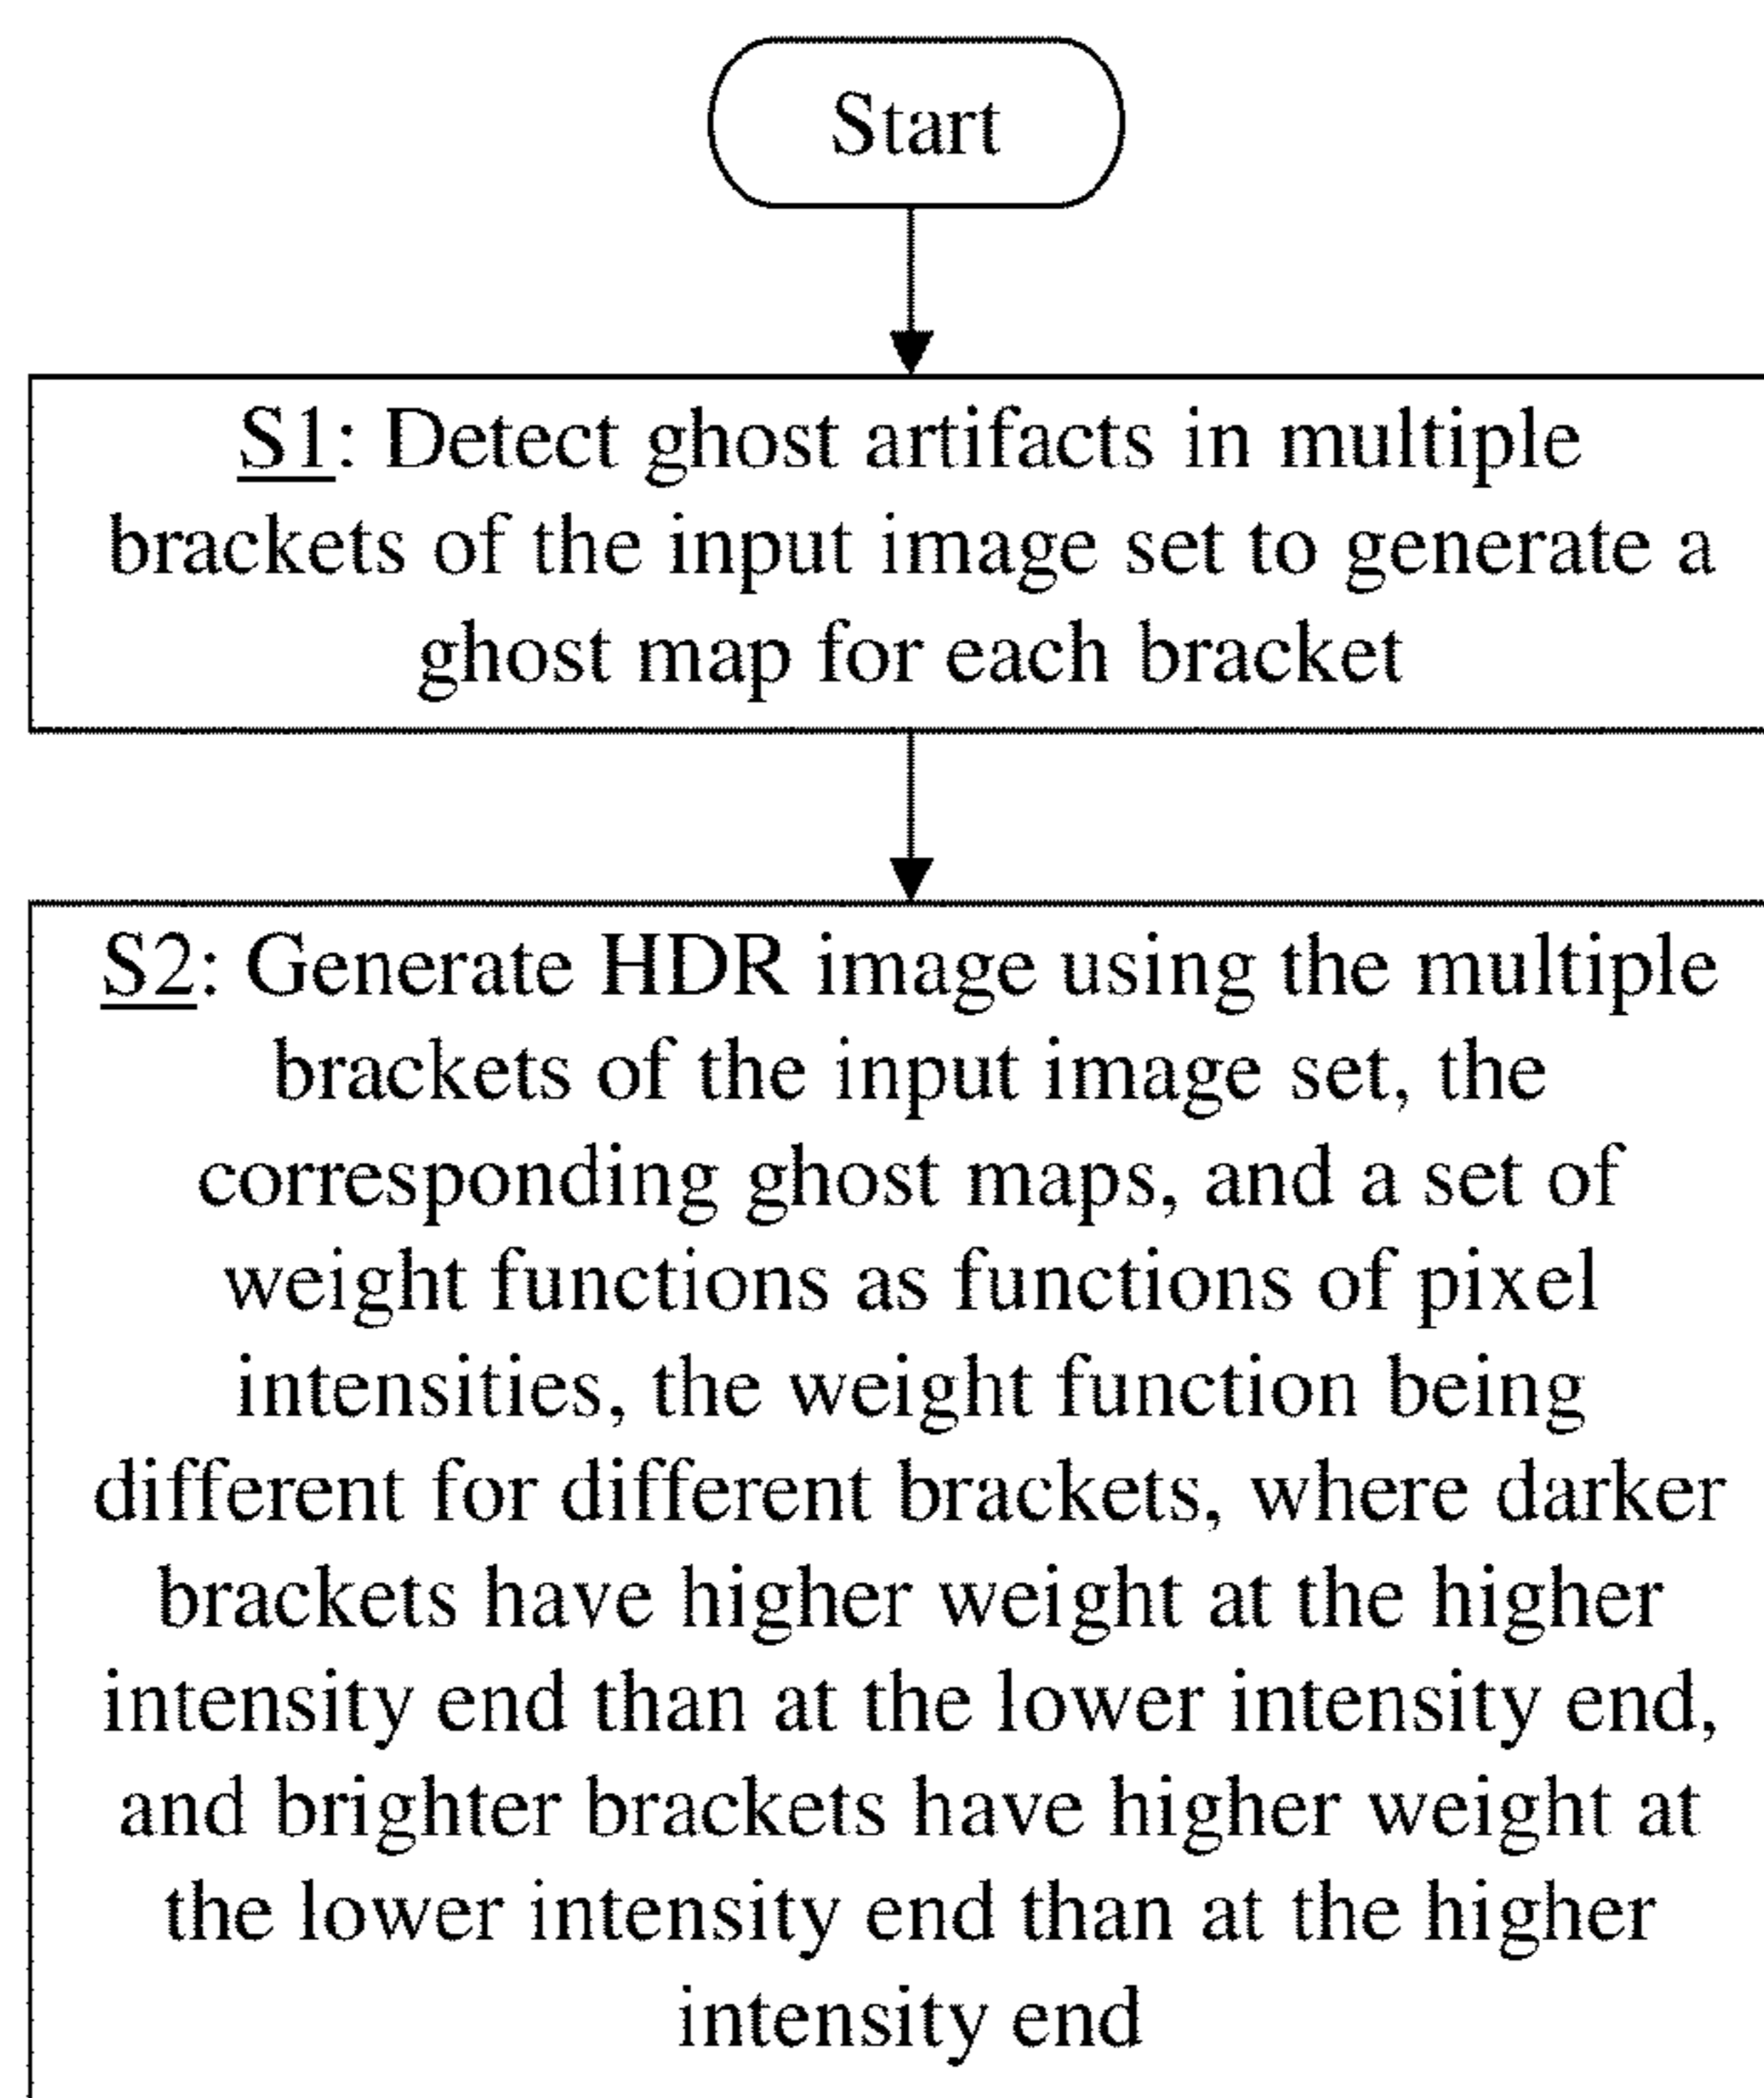 Start
S1: Detect ghost artifacts in multiple
brackets of the input image set to generate a
ghost map for each bracket
S2: Generate HDR image using the multiple
brackets of the input image set, the
corresponding ghost maps, and a set of
weight functions as functions of pixel
intensities, the weight function being
different for different brackets, where darker
brackets have higher weight at the higher
intensity end than at the lower intensity end,
and brighter brackets have higher weight at
the lower intensity end than at the higher
intensity end